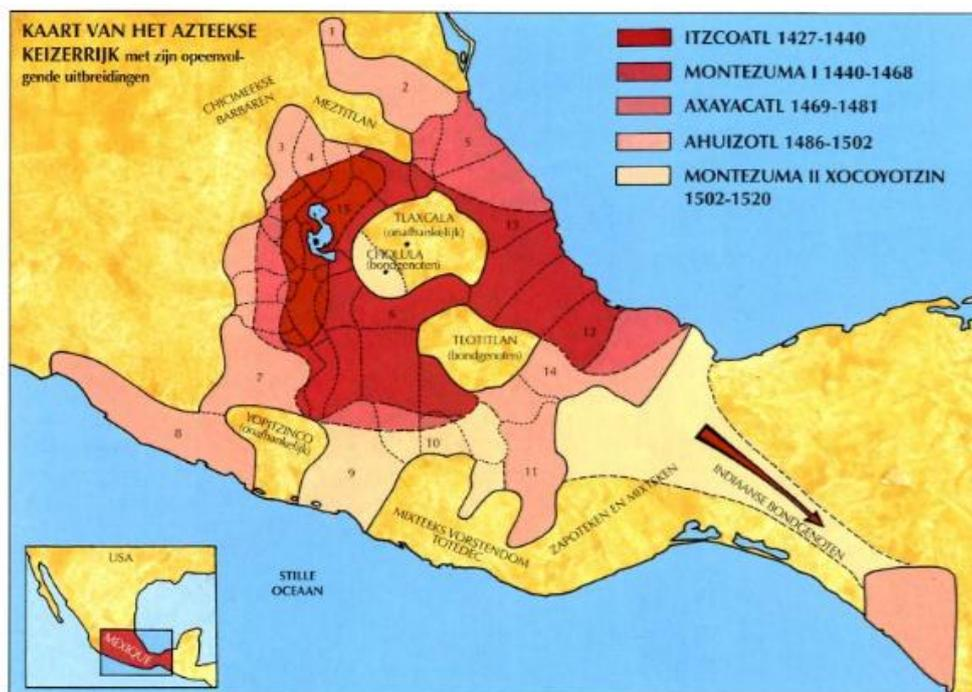 KAART VAN HET AZTEEKSE
KEIZERRIJK met zijn opeenvol-
gende uitbreidingen
ITZCOATL 1427-1440
MONTEZUMA I 1440-1468
AXAYACATL 1469-1481
AHUIZOTL 1486-1502
MONTEZUMA II XOCOYOTZIN
1502-1520
CHICIMEEKSE
BARBAREN
MEZTITLAN
1
2
3
4
5
15
TLAXCALA
(onafhankelijk)
CHOLULA
(bondgenoten)
13
6
12
TEOTITLAN
(bondgenoten)
14
7
8
YOPITZINCO
(onafhankelijk)
9
10
11
MIXTEEKS VORSTENDOM
TOTEDEC
ZAPOTEKEN EN MIXTEKEN
INDIAANSE BONDGENOTEN
STILLE
OCEAAN
USA
MEXIQUE